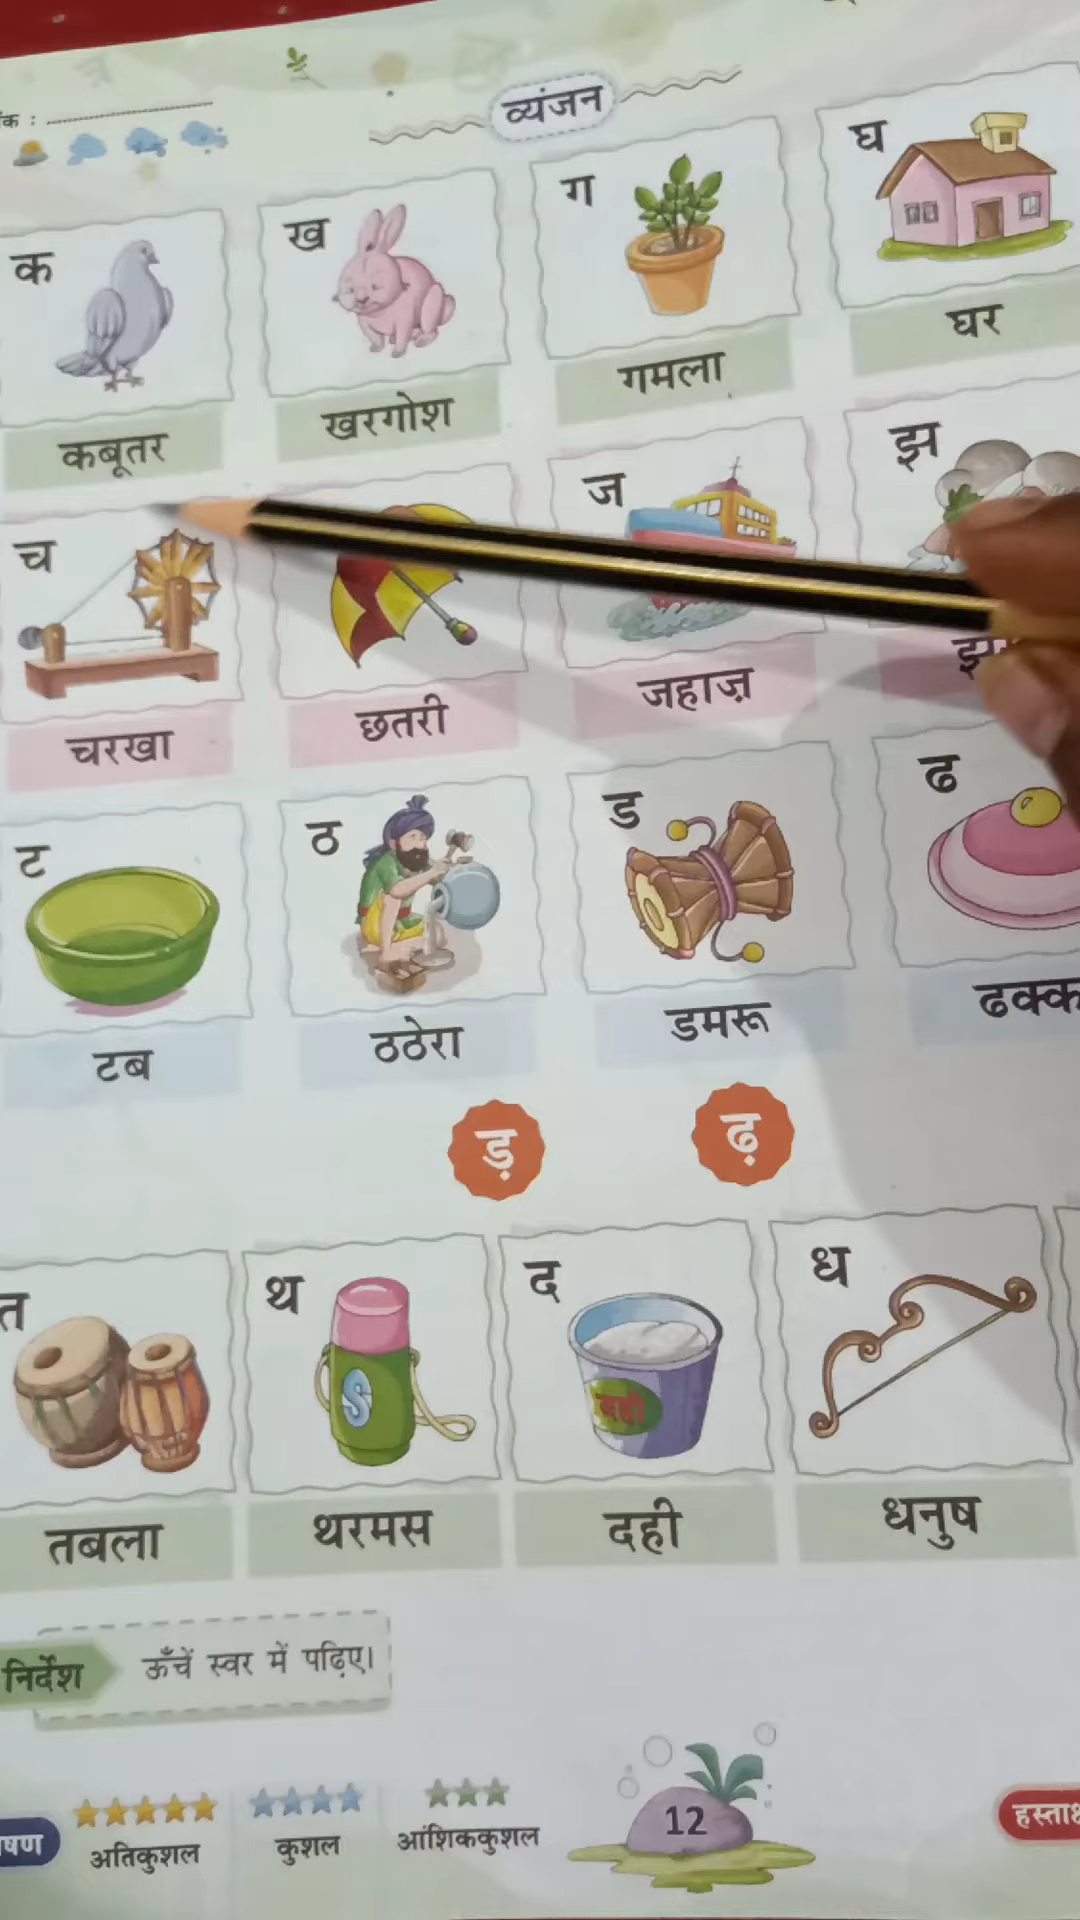 व्यंजन
क ख ग घ
कबूतर खरगोश गमला घर
च ज झ
चरखा छतरी जहाज़
ट ठ ड ढ
टब ठठेरा डमरू
ड़ ढ़
त थ द ध
S दही
तबला थरमस दही धनुष
निर्देश ऊँचें स्वर में पढ़िए।
12
अतिकुशल कुशल आंशिककुशल